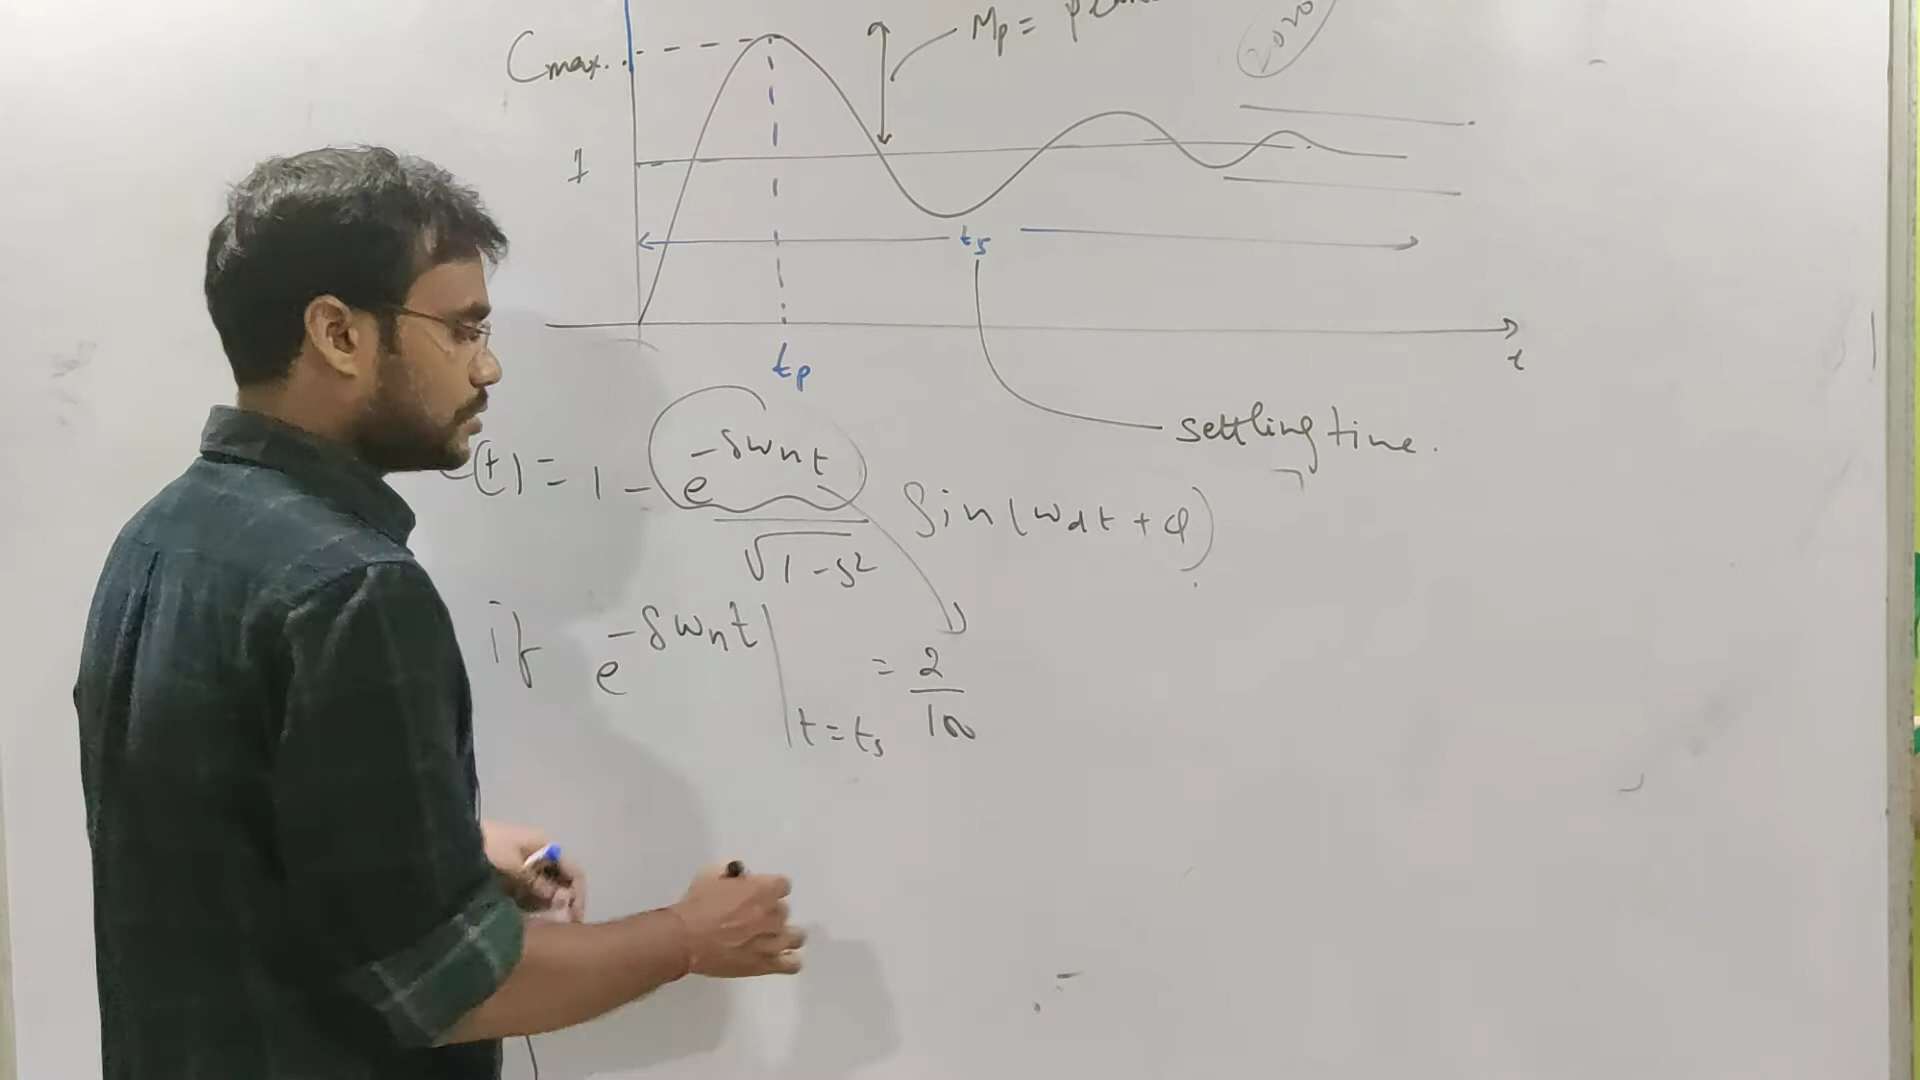 Cmax.
Mp =
1
ts
t
tp
settling time.
(t) = 1 - e^-δwnt / √1-δ² Sin(wdt + φ)
if e^-δwnt | t=ts = 2/100